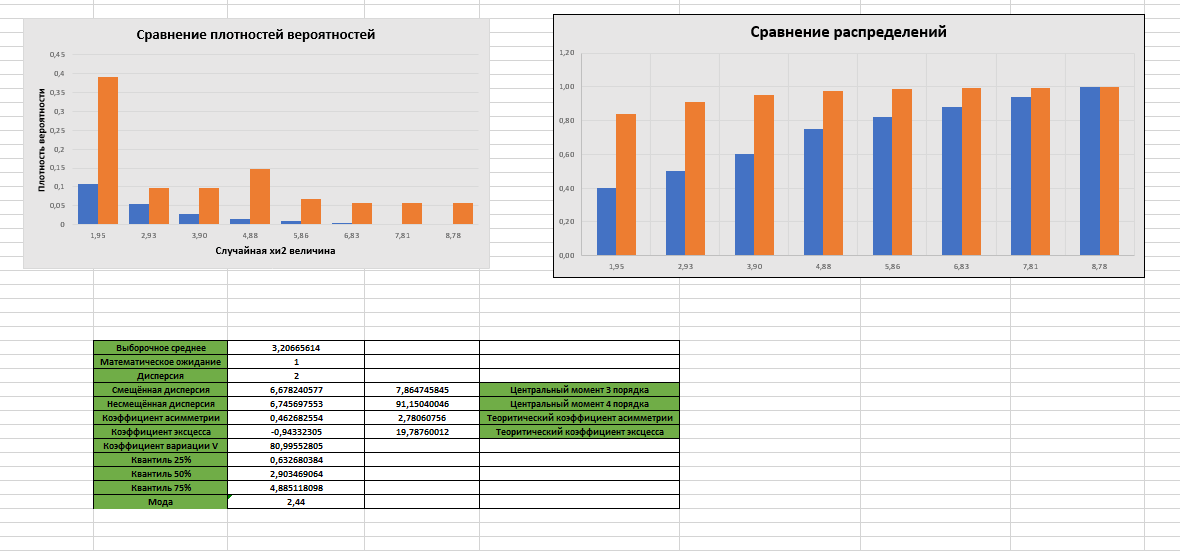 Сравнение плотностей вероятностей
0,45
0,4
0,35
0,3
0,25
0,2
0,15
0,1
0,05
0
Плотность вероятности
1,95 2,93 3,90 4,88 5,86 6,83 7,81 8,78
Случайная хи2 величина
Сравнение распределений
1,20
1,00
0,80
0,60
0,40
0,20
0,00
1,95 2,93 3,90 4,88 5,86 6,83 7,81 8,78
Выборочное среднее 3,20665614
Математическое ожидание 1
Дисперсия 2
Смещённая дисперсия 6,678240577 7,864745845 Центральный момент 3 порядка
Несмещённая дисперсия 6,745697553 91,15040046 Центральный момент 4 порядка
Коэффициент асимметрии 0,462682554 2,78060756 Теоритический коэффициент асимметрии
Коэффициент эксцесса -0,94332305 19,78760012 Теоритический коэффициент эксцесса
Коэффициент вариации V 80,99552805
Квантиль 25% 0,632680384
Квантиль 50% 2,903469064
Квантиль 75% 4,885118098
Мода 2,44